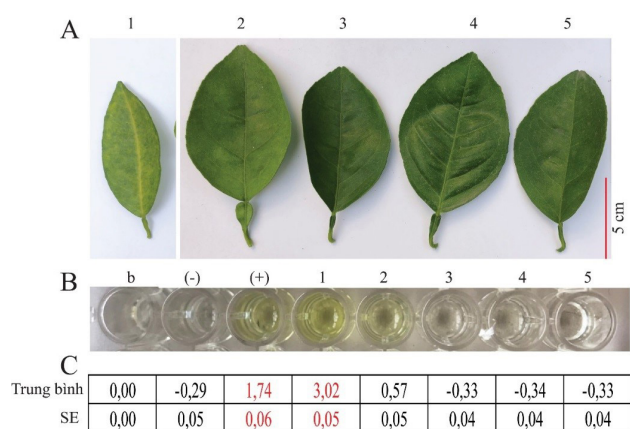 A
1 2 3 4 5
5 cm
B
b (-) (+) 1 2 3 4 5
C
Trung bình 0,00 -0,29 1,74 3,02 0,57 -0,33 -0,34 -0,33
SE 0,00 0,05 0,06 0,05 0,05 0,04 0,04 0,04